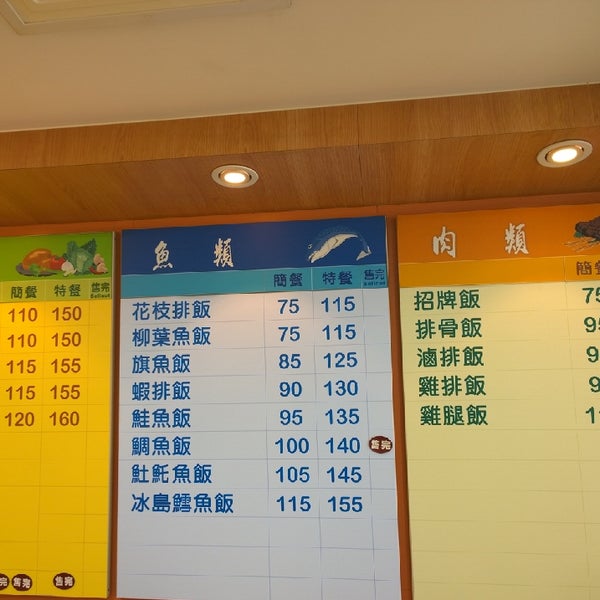 簡餐 特餐 售完
Soldout
110 150
110 150
115 155
115 155
120 160
售完 售完
魚類
簡餐 特餐 售完
Soldout
花枝排飯 75 115
柳葉魚飯 75 115
旗魚飯 85 125
蝦排飯 90 130
鮭魚飯 95 135
鯛魚飯 100 140 售完
𩵚魠魚飯 105 145
冰島鱈魚飯 115 155
肉類
簡餐
招牌飯
排骨飯
滷排飯
雞排飯
雞腿飯